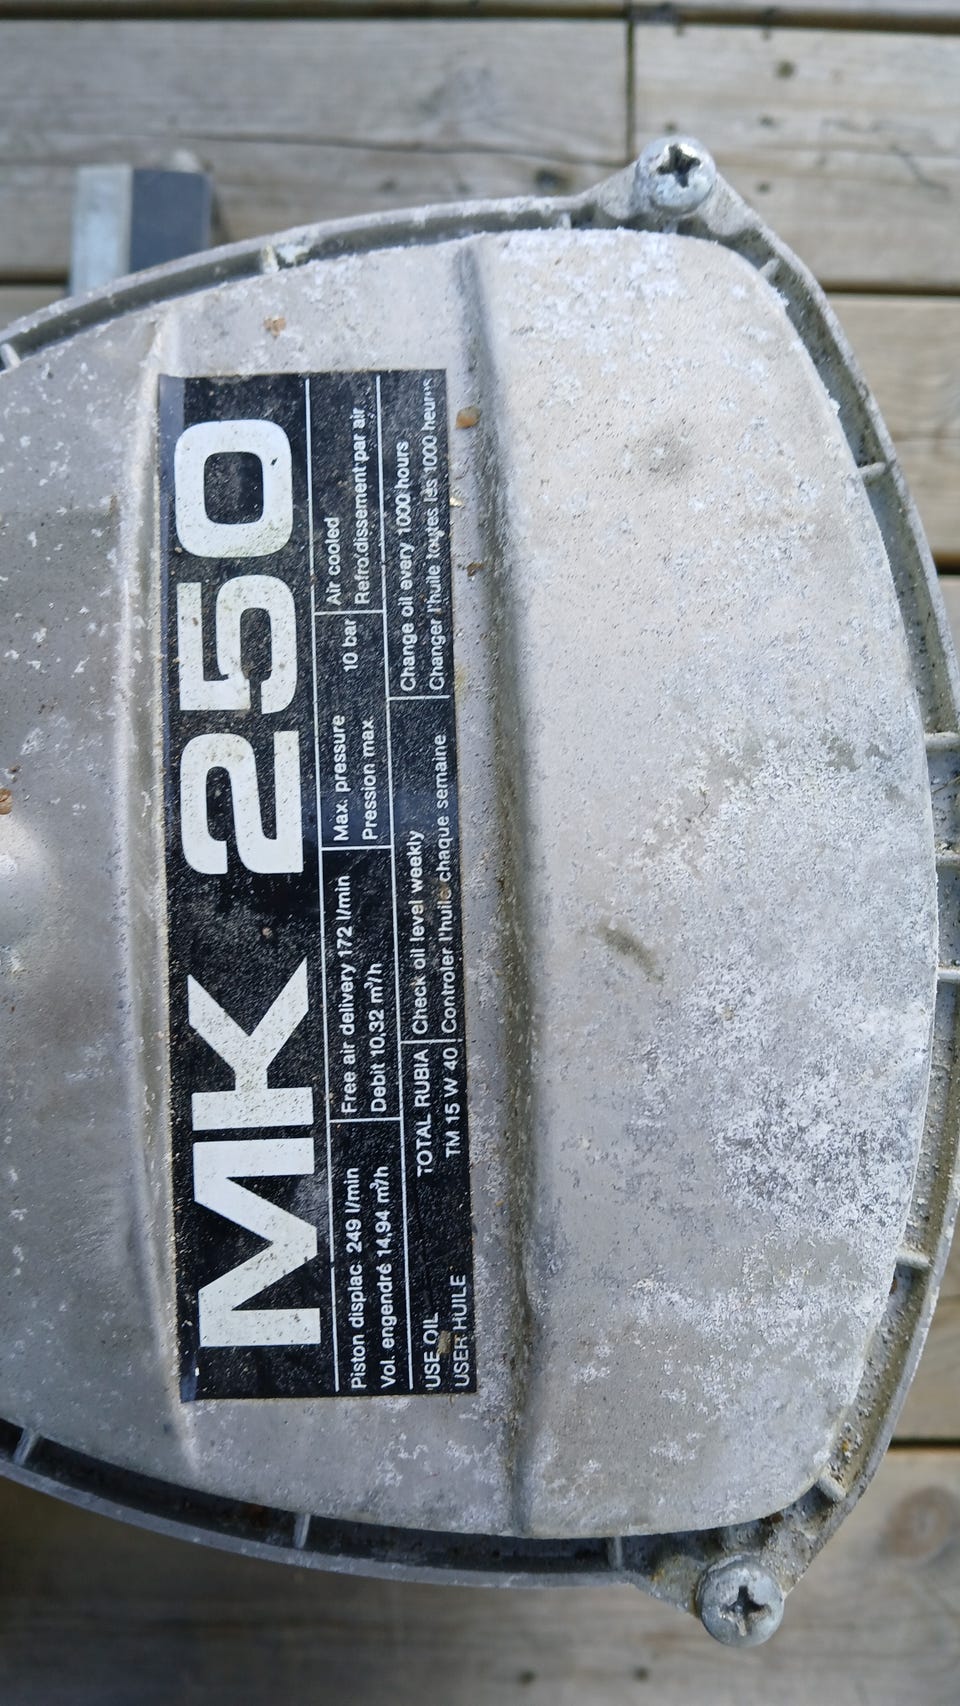 MK 250
Piston displac 249 l/min
Vol. engendré 14,94 m³/h
Free air delivery 172 l/min
Debit 10,32 m³/h
Max. pressure 10 bar
Pression max
Air cooled
Refroidissement par air
USE OIL TOTAL RUBIA
USER HUILE TM 15 W 40
Check oil level weekly
Controler l'huile chaque semaine
Change oil every 1000 hours
Changer l'huile toutes les 1000 heures